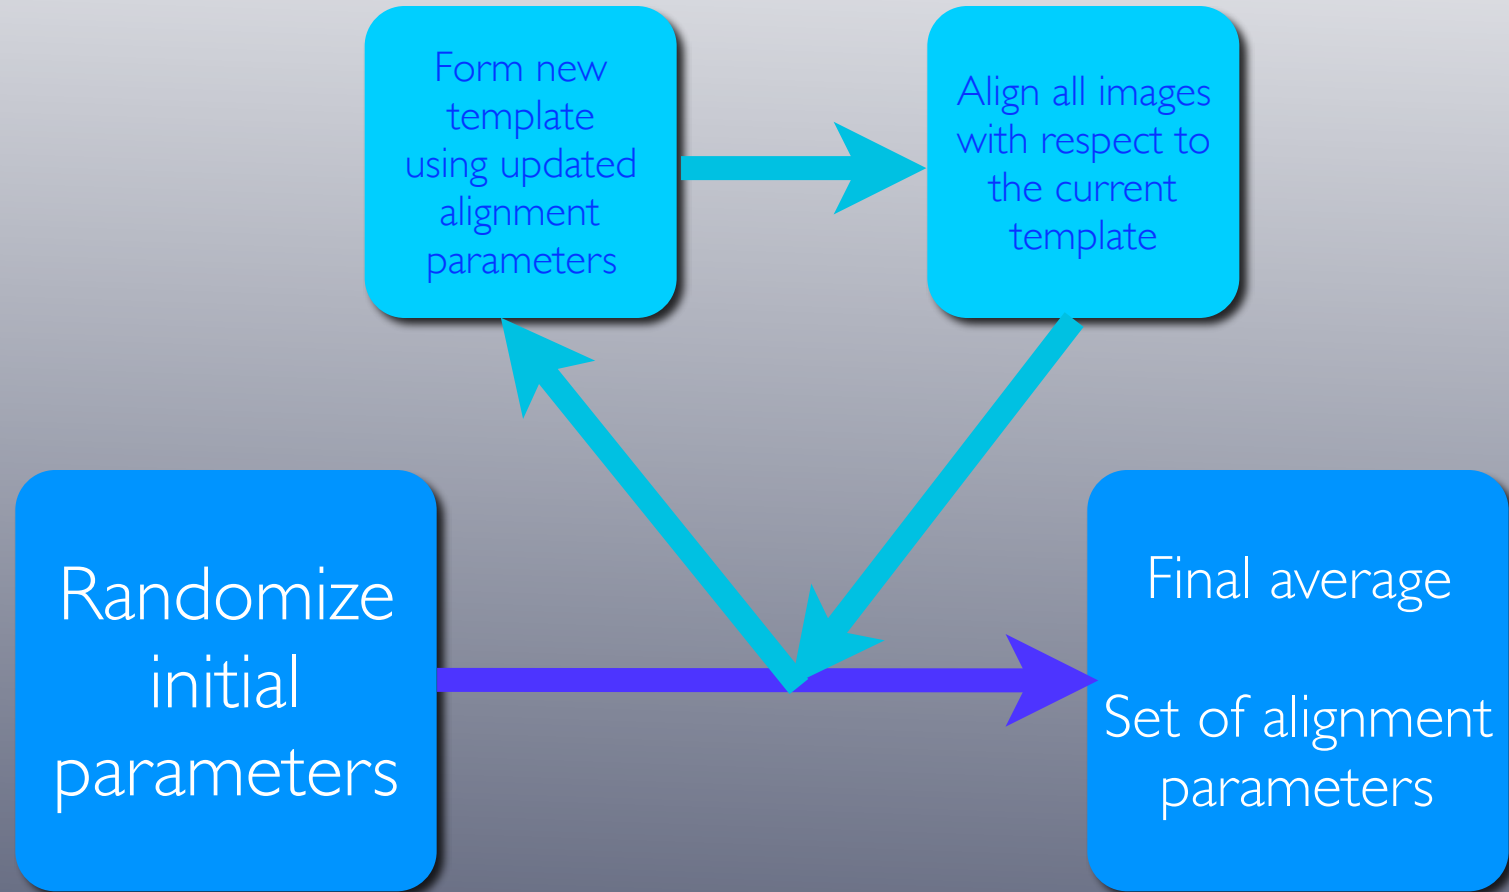 Form new
template
using updated
alignment
parameters
Align all images
with respect to
the current
template
Randomize
initial
parameters
Final average
Set of alignment
parameters